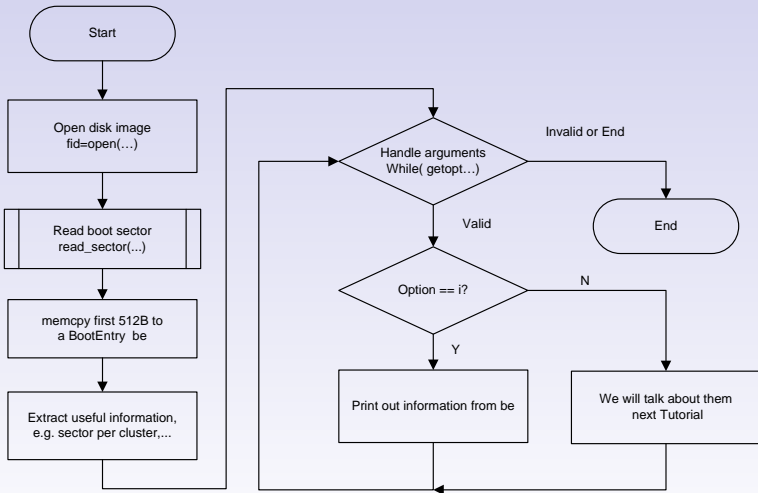 Start
Open disk image
fid=open(…)
Read boot sector
read_sector(...)
memcpy first 512B to
a BootEntry be
Extract useful information,
e.g. sector per cluster,...
Handle arguments
While( getopt…)
Invalid or End
End
Valid
Option == i?
N
Y
Print out information from be
We will talk about them
next Tutorial